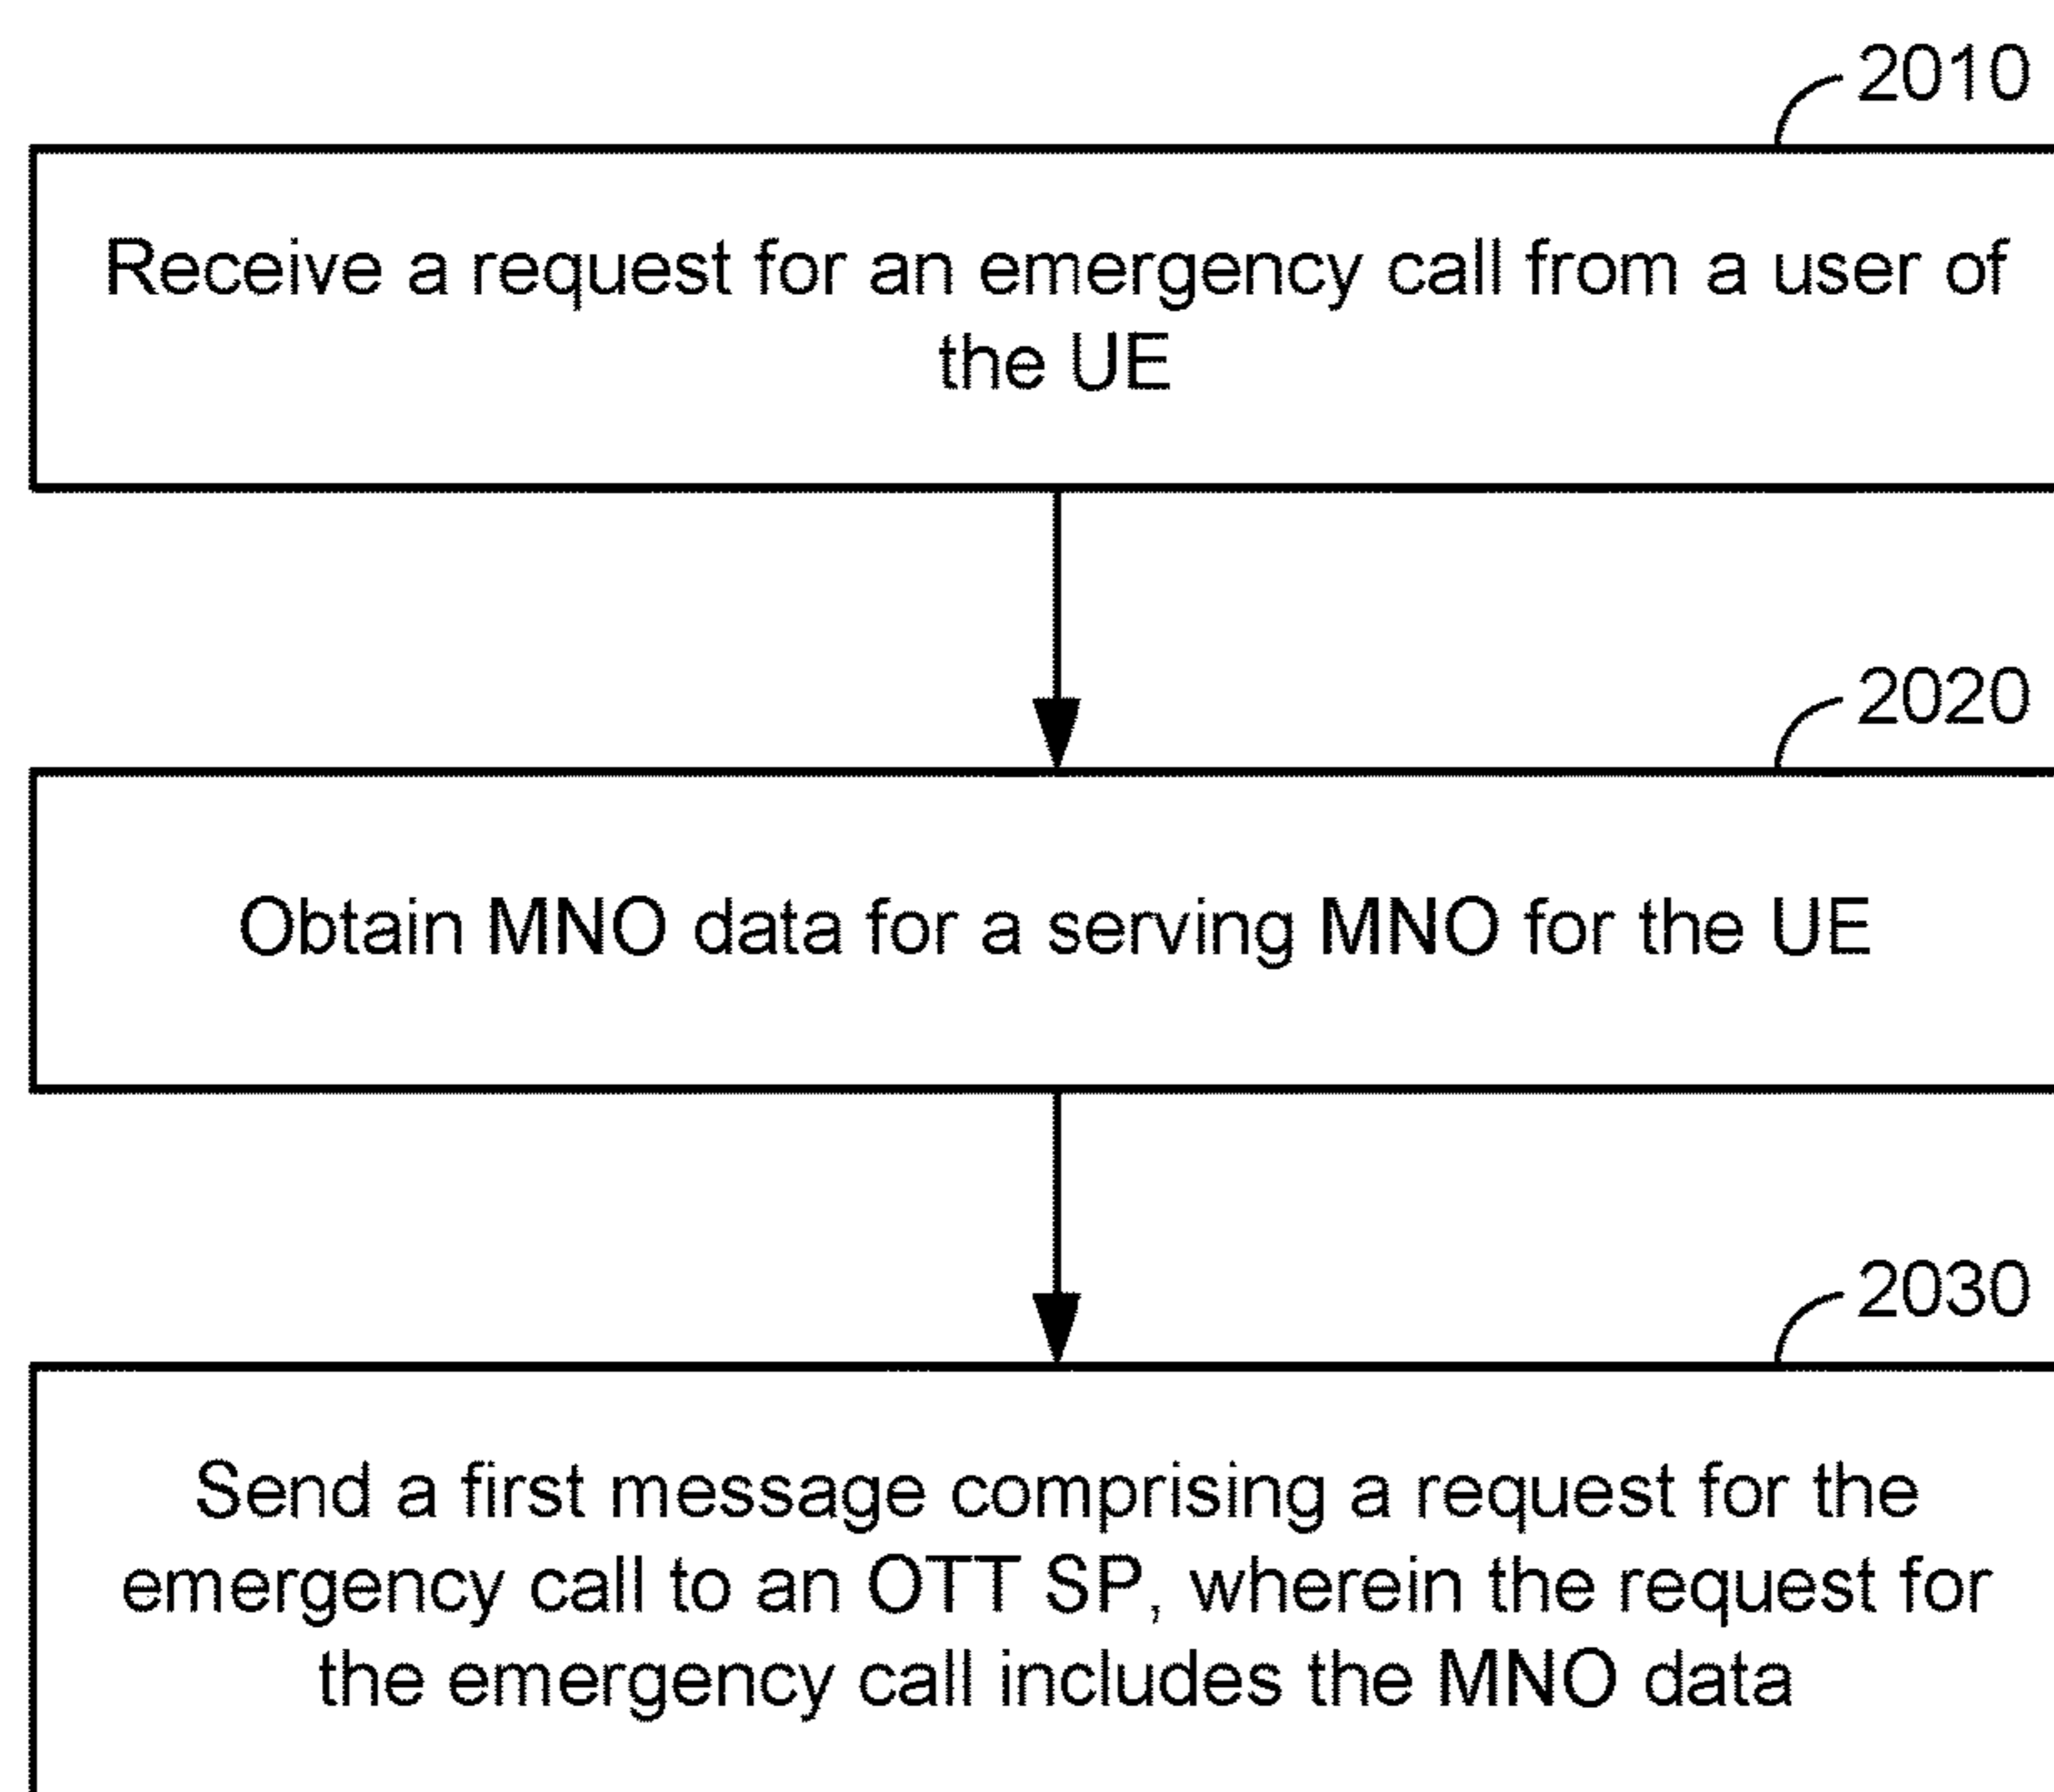 2010
Receive a request for an emergency call from a user of
the UE
2020
Obtain MNO data for a serving MNO for the UE
2030
Send a first message comprising a request for the
emergency call to an OTT SP, wherein the request for
the emergency call includes the MNO data